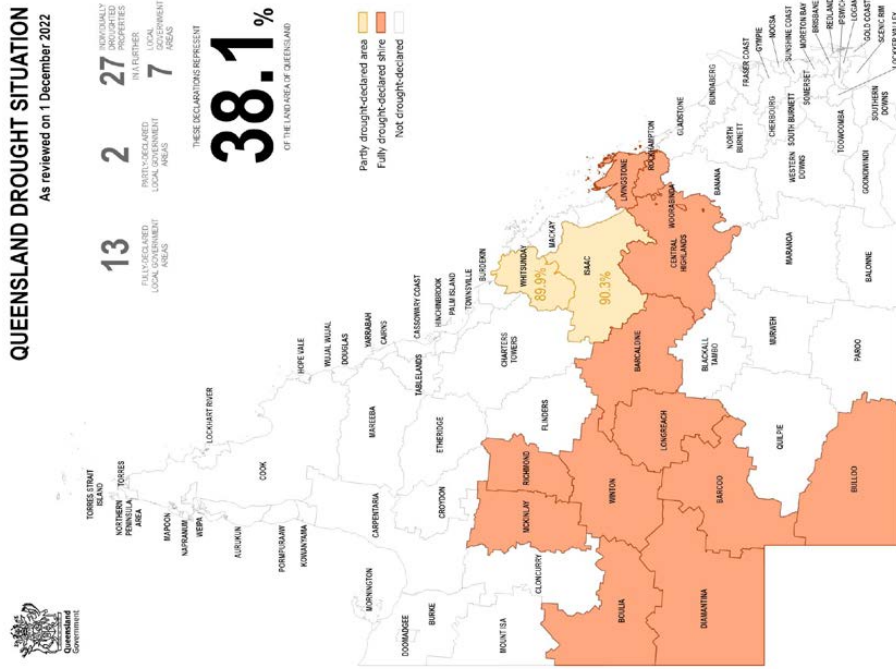 QUEENSLAND DROUGHT SITUATION
As reviewed on 1 December 2022
13
FULLY-DECLARED
LOCAL GOVERNMENT
AREAS
2
PARTLY-DECLARED
LOCAL GOVERNMENT
AREAS
27
INDIVIDUALLY
DROUGHTED
PROPERTIES
IN A FURTHER
7
LOCAL
GOVERNMENT
AREAS
THESE DECLARATIONS REPRESENT
38.1%
OF THE LAND AREA OF QUEENSLAND
Partly drought-declared area
Fully drought-declared shire
Not drought-declared
Queensland
Government
TORRES STRAIT
ISLAND
TORRES
NORTHERN
PENINSULA
AREA
MAPOON
NAPRANUM
WEIPA
LOCKHART RIVER
AURUKUN
COOK
PORMPURAAW
KOWANYAMA
HOPE VALE
WUJAL WUJAL
DOUGLAS
YARRABAH
CAIRNS
MORNINGTON
CARPENTARIA
MAREEBA
TABLELANDS
CASSOWARY COAST
HINCHINBROOK
PALM ISLAND
TOWNSVILLE
BURDEKIN
DOOMADGEE
BURKE
CROYDON
ETHERIDGE
CHARTERS
TOWERS
WHITSUNDAY
89.9%
MACKAY
MOUNT ISA
CLONCURRY
MCKINLAY
RICHMOND
FLINDERS
ISAAC
90.3%
LIVINGSTONE
ROCKHAMPTON
BOULIA
WINTON
LONGREACH
BARCALDINE
CENTRAL
HIGHLANDS
WOORABINDA
GLADSTONE
BANANA
BUNDABERG
DIAMANTINA
BARCOO
BLACKALL
TAMBO
NORTH
BURNETT
FRASER COAST
GYMPIE
NOOSA
SUNSHINE COAST
MORETON BAY
BRISBANE
REDLAND
IPSWICH
LOGAN
GOLD COAST
SCENIC RIM
LOCKYER VALLEY
CHERBOURG
SOUTH BURNETT
SOMERSET
WESTERN
DOWNS
TOOWOOMBA
SOUTHERN
DOWNS
GOONDIWINDI
QUILPIE
MURWEH
MARANOA
BULLOO
PAROO
BALONNE